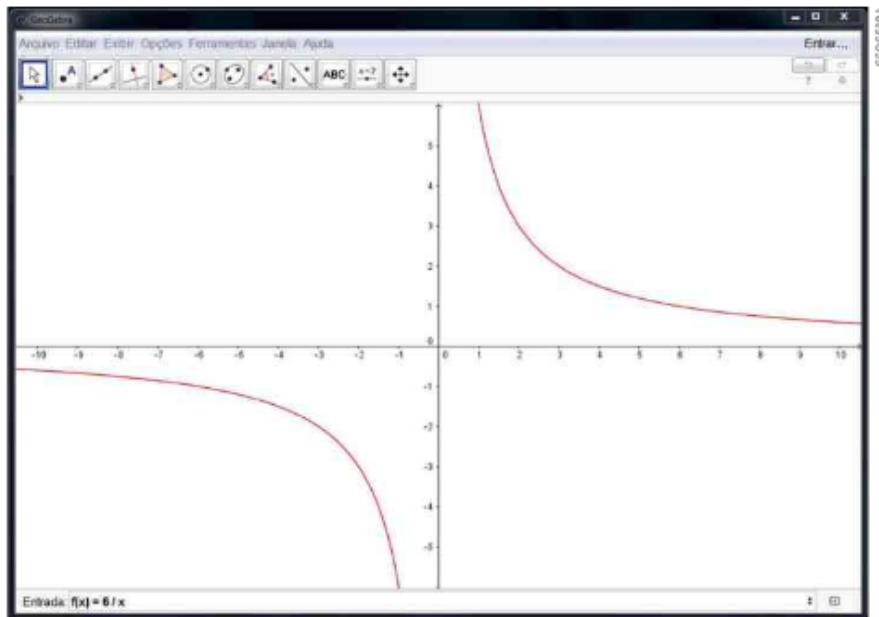 GeoGebra
Arquivo Editar Exibir Opções Ferramentas Janela Ajuda
Entrar...
A
ABC
a=2
5
4
3
2
1
0
-10 -9 -8 -7 -6 -5 -4 -3 -2 -1 0 1 2 3 4 5 6 7 8 9 10
-1
-2
-3
-4
-5
Entrada: f(x) = 6 / x